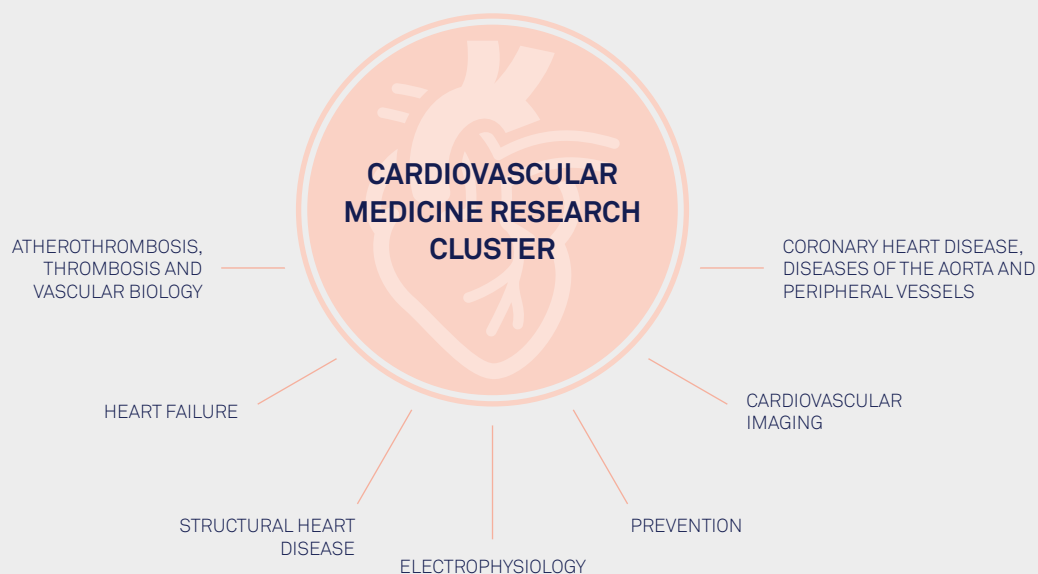 CARDIOVASCULAR
MEDICINE RESEARCH
CLUSTER
ATHEROTHROMBOSIS,
THROMBOSIS AND
VASCULAR BIOLOGY
HEART FAILURE
STRUCTURAL HEART
DISEASE
ELECTROPHYSIOLOGY
PREVENTION
CARDIOVASCULAR
IMAGING
CORONARY HEART DISEASE,
DISEASES OF THE AORTA AND
PERIPHERAL VESSELS